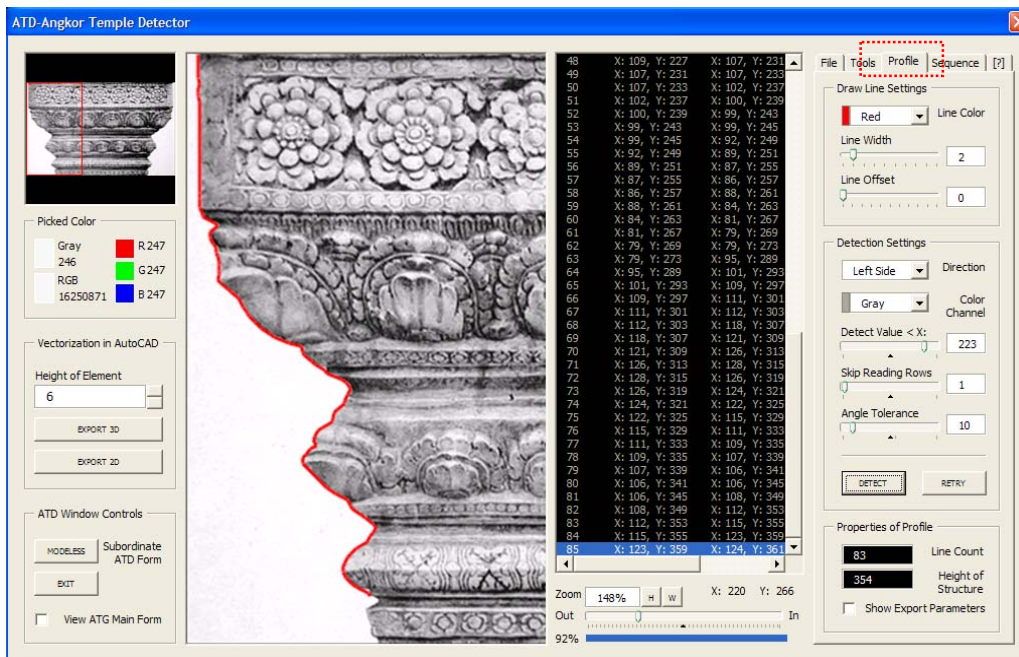 ATD-Angkor Temple Detector
Picked Color
Gray
246
RGB
16250871
R 247
G 247
B 247
Vectorization in AutoCAD
Height of Element
6
EXPORT 3D
EXPORT 2D
ATD Window Controls
MODELESS
Subordinate
ATD Form
EXIT
View ATG Main Form
48 X: 109, Y: 227 X: 107, Y: 231
49 X: 107, Y: 231 X: 107, Y: 233
50 X: 107, Y: 233 X: 102, Y: 237
51 X: 102, Y: 237 X: 100, Y: 239
52 X: 100, Y: 239 X: 99, Y: 243
53 X: 99, Y: 243 X: 99, Y: 245
54 X: 99, Y: 245 X: 92, Y: 249
55 X: 92, Y: 249 X: 89, Y: 251
56 X: 89, Y: 251 X: 87, Y: 255
57 X: 87, Y: 255 X: 86, Y: 257
58 X: 86, Y: 257 X: 88, Y: 261
59 X: 88, Y: 261 X: 84, Y: 263
60 X: 84, Y: 263 X: 81, Y: 267
61 X: 81, Y: 267 X: 79, Y: 269
62 X: 79, Y: 269 X: 79, Y: 273
63 X: 79, Y: 273 X: 95, Y: 289
64 X: 95, Y: 289 X: 101, Y: 293
65 X: 101, Y: 293 X: 109, Y: 297
66 X: 109, Y: 297 X: 111, Y: 301
67 X: 111, Y: 301 X: 112, Y: 303
68 X: 112, Y: 303 X: 118, Y: 307
69 X: 118, Y: 307 X: 121, Y: 309
70 X: 121, Y: 309 X: 126, Y: 313
71 X: 126, Y: 313 X: 128, Y: 315
72 X: 128, Y: 315 X: 126, Y: 319
73 X: 126, Y: 319 X: 124, Y: 321
74 X: 124, Y: 321 X: 122, Y: 325
75 X: 122, Y: 325 X: 115, Y: 329
76 X: 115, Y: 329 X: 111, Y: 333
77 X: 111, Y: 333 X: 109, Y: 335
78 X: 109, Y: 335 X: 107, Y: 339
79 X: 107, Y: 339 X: 106, Y: 341
80 X: 106, Y: 341 X: 106, Y: 345
81 X: 106, Y: 345 X: 108, Y: 349
82 X: 108, Y: 349 X: 112, Y: 353
83 X: 112, Y: 353 X: 115, Y: 355
84 X: 115, Y: 355 X: 123, Y: 359
85 X: 123, Y: 359 X: 124, Y: 361
Zoom 148% H W X: 220 Y: 266
Out In
92%
File Tools Profile Sequence [?]
Draw Line Settings
Red Line Color
Line Width
2
Line Offset
0
Detection Settings
Left Side Direction
Gray Color
Channel
Detect Value < X:
223
Skip Reading Rows
1
Angle Tolerance
10
DETECT RETRY
Properties of Profile
83 Line Count
354 Height of
Structure
Show Export Parameters